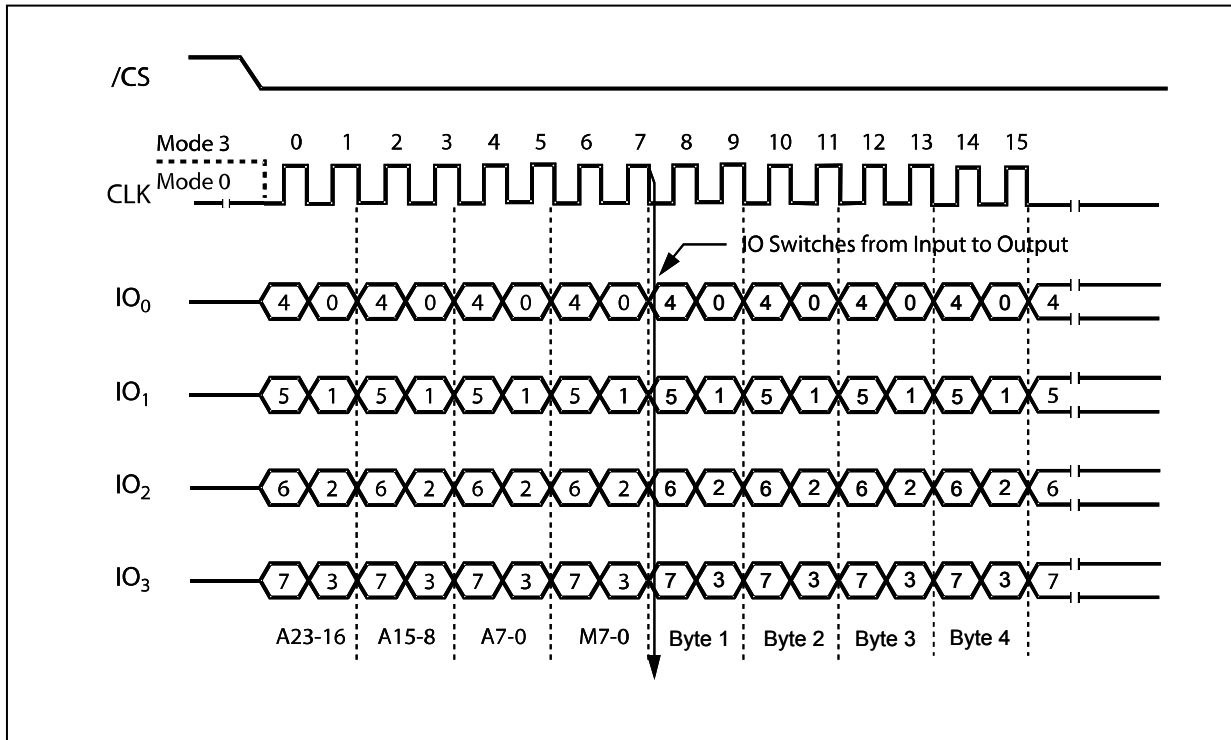 /CS
Mode 3
0 1 2 3 4 5 6 7 8 9 10 11 12 13 14 15
Mode 0
CLK
IO Switches from Input to Output
IO0 4 0 4 0 4 0 4 0 4 0 4 0 4 0 4 0 4
IO1 5 1 5 1 5 1 5 1 5 1 5 1 5 1 5 1 5
IO2 6 2 6 2 6 2 6 2 6 2 6 2 6 2 6 2 6
IO3 7 3 7 3 7 3 7 3 7 3 7 3 7 3 7 3 7
A23-16 A15-8 A7-0 M7-0 Byte 1 Byte 2 Byte 3 Byte 4